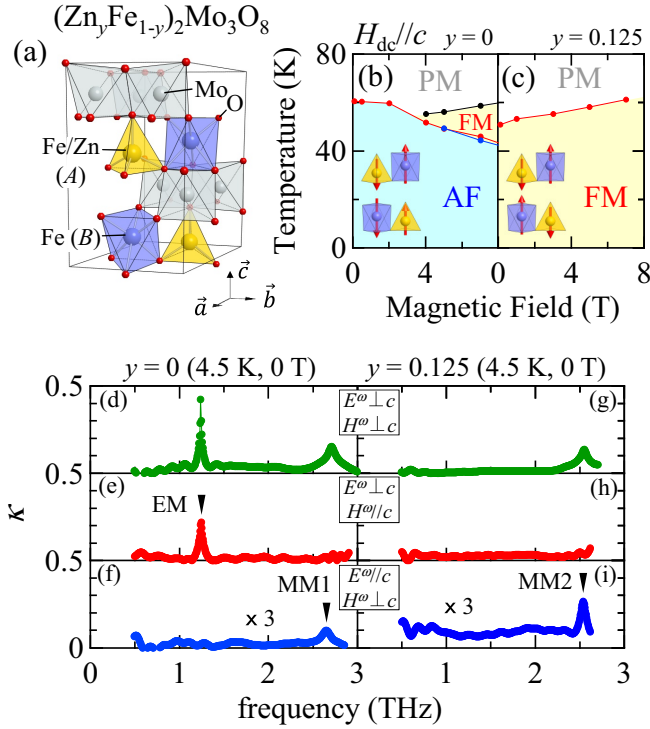 (Zn_yFe_{1-y})_2Mo_3O_8
(a)
Mo
O
Fe/Zn
(A)
Fe (B)
c⃗
a⃗
b⃗
H_dc//c
y = 0
y = 0.125
Temperature (K)
80
40
0
(b)
PM
FM
AF
(c)
PM
FM
0
4
8
0
4
8
Magnetic Field (T)
y = 0 (4.5 K, 0 T)
y = 0.125 (4.5 K, 0 T)
κ
0.5
(d)
E^ω⊥c
H^ω⊥c
(g)
0.5
(e)
EM
E^ω⊥c
H^ω//c
(h)
0.5
(f)
MM1
× 3
E^ω//c
H^ω⊥c
MM2
(i)
× 3
0
0
1
2
3
1
2
3
frequency (THz)